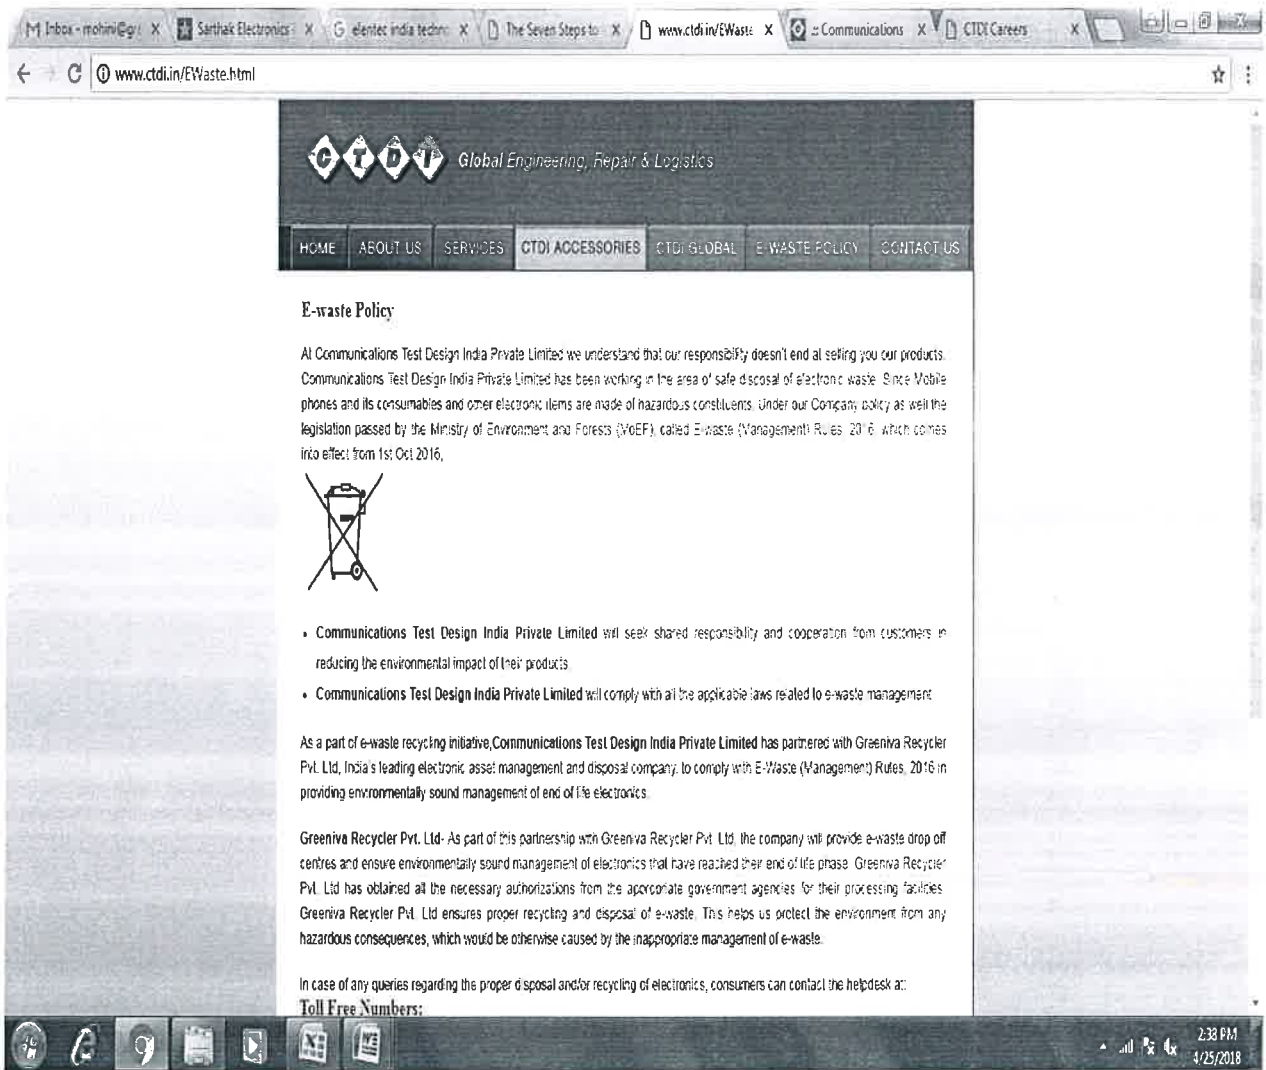 Inbox - mohini@gr X Sarthak Electronics X elentec india techn X The Seven Steps to X www.ctdi.in/EWaste X :: Communications X CTDI Careers X
www.ctdi.in/EWaste.html
CTDI Global Engineering, Repair & Logistics
HOME ABOUT US SERVICES CTDI ACCESSORIES CTDI GLOBAL E-WASTE POLICY CONTACT US
E-waste Policy
At Communications Test Design India Private Limited we understand that our responsibility doesn't end at selling you our products.
Communications Test Design India Private Limited has been working in the area of safe disposal of electronic waste. Since Mobile
phones and its consumables and other electronic items are made of hazardous constituents. Under our Company policy as well the
legislation passed by the Ministry of Environment and Forests (MoEF), called E-waste (Management) Rules, 2016, which comes
into effect from 1st Oct 2016,
• Communications Test Design India Private Limited will seek shared responsibility and cooperation from customers in
reducing the environmental impact of their products.
• Communications Test Design India Private Limited will comply with all the applicable laws related to e-waste management
As a part of e-waste recycling initiative,Communications Test Design India Private Limited has partnered with Greeniva Recycler
Pvt. Ltd, India's leading electronic asset management and disposal company, to comply with E-Waste (Management) Rules, 2016 in
providing environmentally sound management of end of life electronics.
Greeniva Recycler Pvt. Ltd- As part of this partnership with Greeniva Recycler Pvt. Ltd, the company will provide e-waste drop off
centres and ensure environmentally sound management of electronics that have reached their end of life phase. Greeniva Recycler
Pvt. Ltd has obtained all the necessary authorizations from the appropriate government agencies for their processing facilities.
Greeniva Recycler Pvt. Ltd ensures proper recycling and disposal of e-waste. This helps us protect the environment from any
hazardous consequences, which would be otherwise caused by the inappropriate management of e-waste.
In case of any queries regarding the proper disposal and/or recycling of electronics, consumers can contact the helpdesk at:
Toll Free Numbers:
2:38 PM
4/25/2018